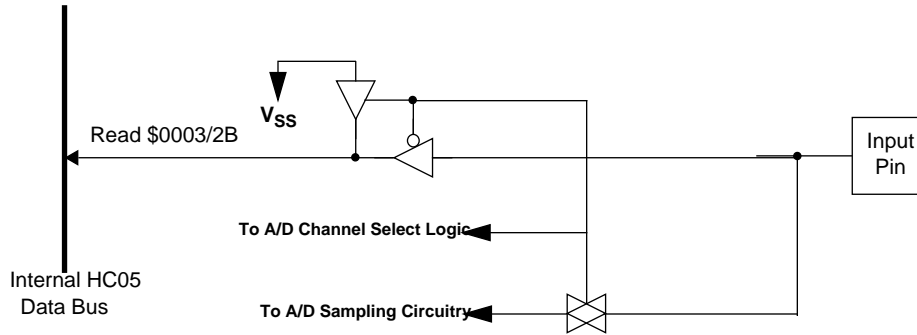 V_SS
Read $0003/2B
Input
Pin
To A/D Channel Select Logic
Internal HC05
Data Bus
To A/D Sampling Circuitry